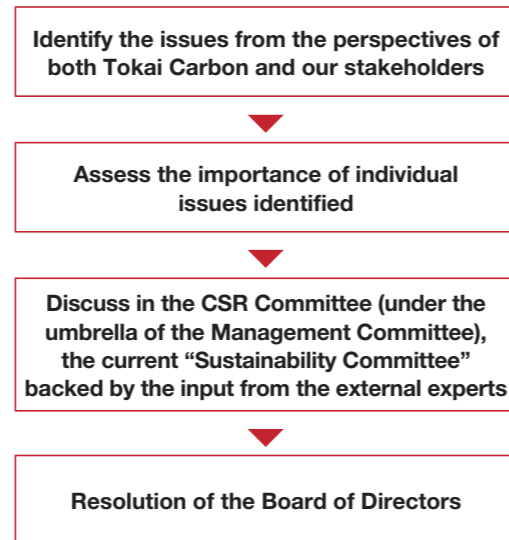 Identify the issues from the perspectives of
both Tokai Carbon and our stakeholders
Assess the importance of individual
issues identified
Discuss in the CSR Committee (under the
umbrella of the Management Committee),
the current “Sustainability Committee”
backed by the input from the external experts
Resolution of the Board of Directors